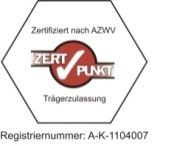 Zertifiziert nach AZWV
ZERT
PUNKT
Trägerzulassung
Registriernummer: A-K-1104007